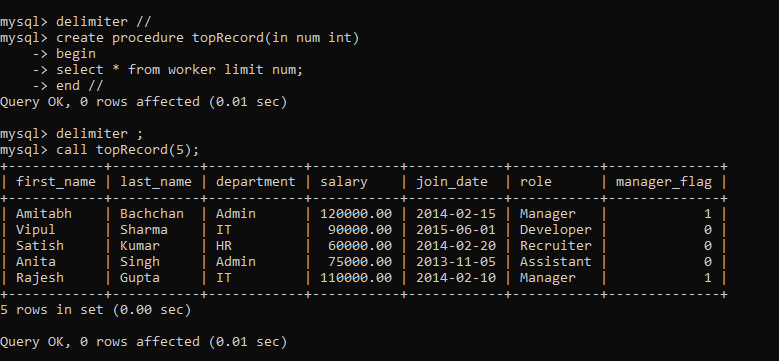 mysql> delimiter //
mysql> create procedure topRecord(in num int)
    -> begin
    -> select * from worker limit num;
    -> end //
Query OK, 0 rows affected (0.01 sec)

mysql> delimiter ;
mysql> call topRecord(5);
+------------+-----------+------------+-----------+------------+-----------+--------------+
| first_name | last_name | department | salary    | join_date  | role      | manager_flag |
+------------+-----------+------------+-----------+------------+-----------+--------------+
| Amitabh    | Bachchan  | Admin      | 120000.00 | 2014-02-15 | Manager   |            1 |
| Vipul      | Sharma    | IT         |  90000.00 | 2015-06-01 | Developer |            0 |
| Satish     | Kumar     | HR         |  60000.00 | 2014-02-20 | Recruiter |            0 |
| Anita      | Singh     | Admin      |  75000.00 | 2013-11-05 | Assistant |            0 |
| Rajesh     | Gupta     | IT         | 110000.00 | 2014-02-10 | Manager   |            1 |
+------------+-----------+------------+-----------+------------+-----------+--------------+
5 rows in set (0.00 sec)

Query OK, 0 rows affected (0.01 sec)